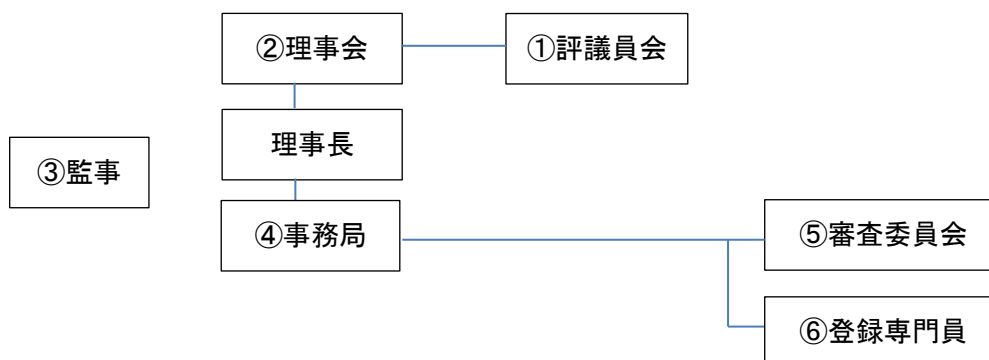 ②理事会
①評議員会
理事長
③監事
④事務局
⑤審査委員会
⑥登録専門員